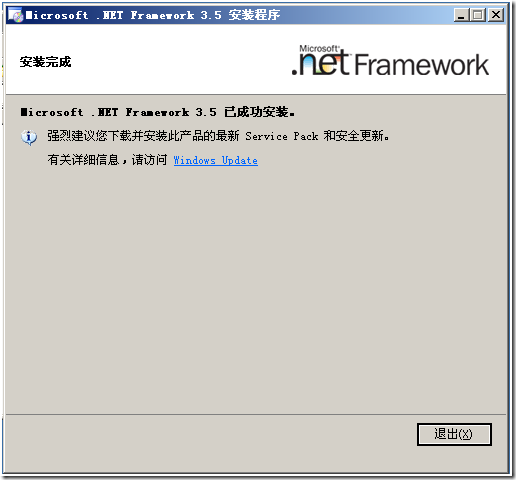 Microsoft .NET Framework 3.5 安装程序
安装完成
Microsoft
.net Framework
Microsoft .NET Framework 3.5 已成功安装。
强烈建议您下载并安装此产品的最新 Service Pack 和安全更新。
有关详细信息，请访问 Windows Update
退出(X)